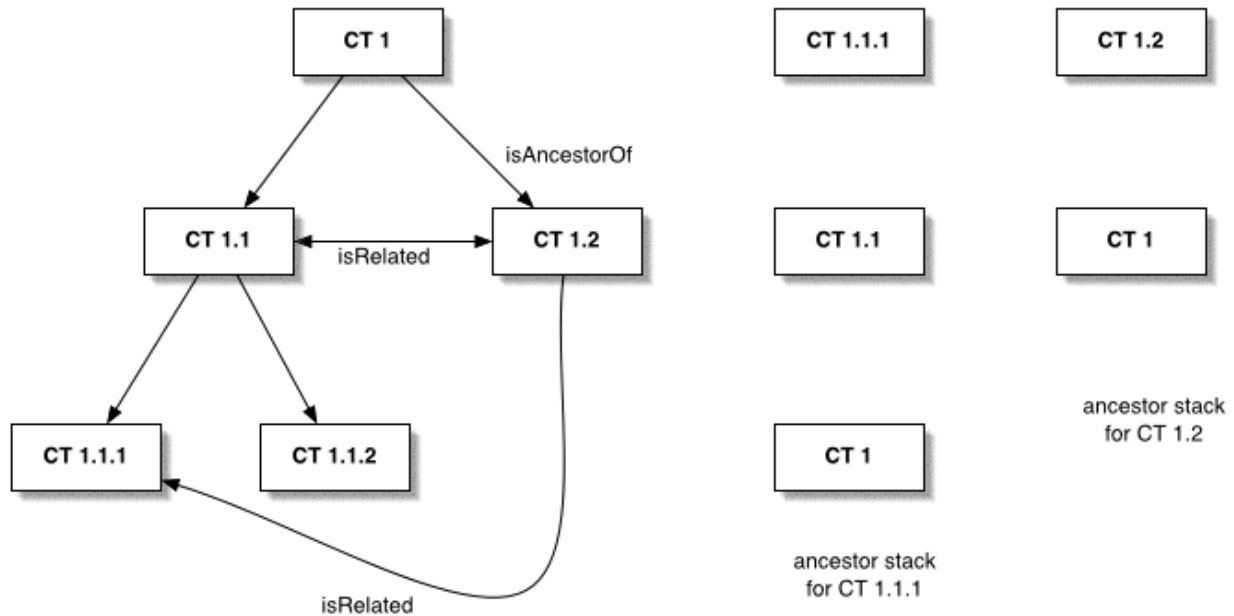 CT 1
CT 1.1.1
CT 1.2
isAncestorOf
CT 1.1
isRelated
CT 1.2
CT 1.1
CT 1
CT 1.1.1
CT 1.1.2
CT 1
ancestor stack
for CT 1.2
ancestor stack
for CT 1.1.1
isRelated